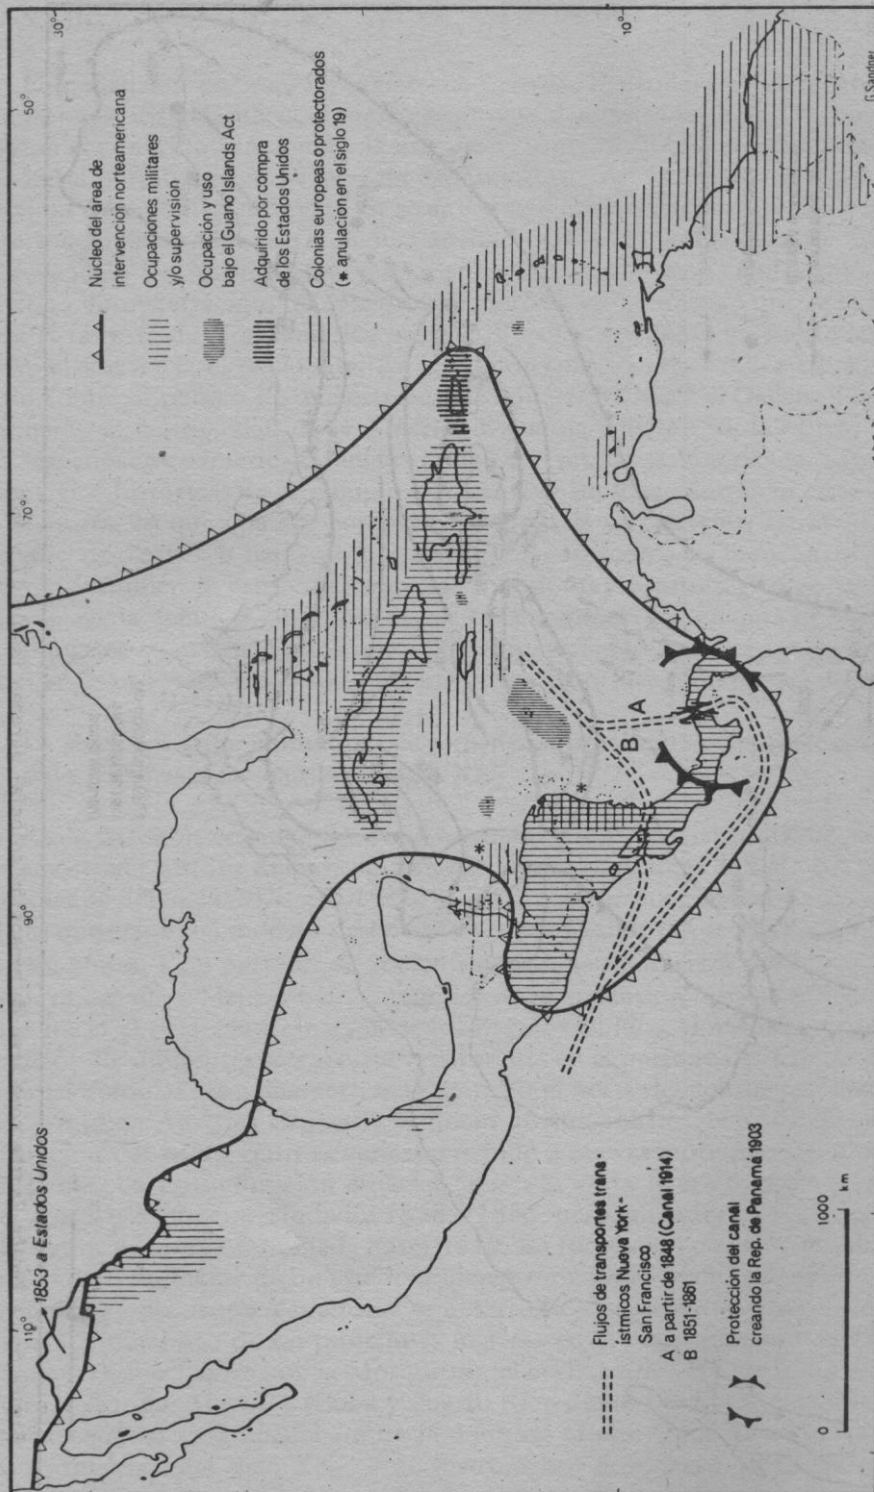 110°
90°
70°
50°
10°
1853 a Estados Unidos
Núcleo del área de
intervención norteamericana
Ocupaciones militares
y/o supervisión
Ocupación y uso
bajo el Guano Islands Act
Adquirido por compra
de los Estados Unidos
Colonias europeas o protectorados
(* anulación en el siglo 19)
*
*
A
B
Flujos de transportes trans-
ístmicos Nueva York-
San Francisco
A a partir de 1848 (Canal 1914)
B 1851-1861
Protección del canal
creando la Rep. de Panamá 1903
0
1000
km
G. Sandner